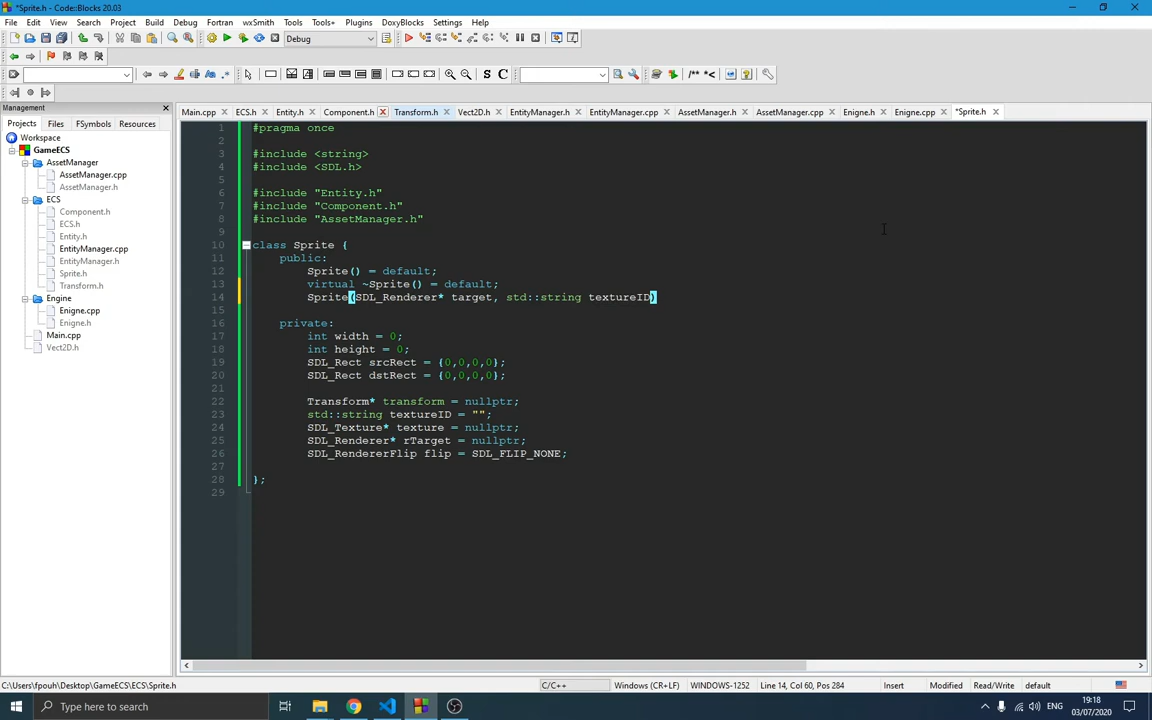 *Sprite.h - Code::Blocks 20.03
File Edit View Search Project Build Debug Fortran wxSmith Tools Tools+ Plugins DoxyBlocks Settings Help
Debug
S C /** *<
Management
Projects Files FSymbols Resources
Main.cpp ECS.h Entity.h Component.h Transform.h Vect2D.h EntityManager.h EntityManager.cpp AssetManager.h AssetManager.cpp Enigne.h Enigne.cpp *Sprite.h
Workspace
GameECS
AssetManager
AssetManager.cpp
AssetManager.h
ECS
Component.h
ECS.h
Entity.h
EntityManager.cpp
EntityManager.h
Sprite.h
Transform.h
Engine
Engine.cpp
Enigne.h
Main.cpp
Vect2D.h
1 #pragma once
2
3 #include <string>
4 #include <SDL.h>
5
6 #include "Entity.h"
7 #include "Component.h"
8 #include "AssetManager.h"
9
10 class Sprite {
11 public:
12 Sprite() = default;
13 virtual ~Sprite() = default;
14 Sprite(SDL_Renderer* target, std::string textureID)
15
16 private:
17 int width = 0;
18 int height = 0;
19 SDL_Rect srcRect = {0,0,0,0};
20 SDL_Rect dstRect = {0,0,0,0};
21
22 Transform* transform = nullptr;
23 std::string textureID = "";
24 SDL_Texture* texture = nullptr;
25 SDL_Renderer* rTarget = nullptr;
26 SDL_RendererFlip flip = SDL_FLIP_NONE;
27
28 };
29
C:\Users\fpouh\Desktop\GameECS\ECS\Sprite.h C/C++ Windows (CR+LF) WINDOWS-1252 Line 14, Col 60, Pos 284 Insert Modified Read/Write default
Type here to search
ENG
19:18
03/07/2020